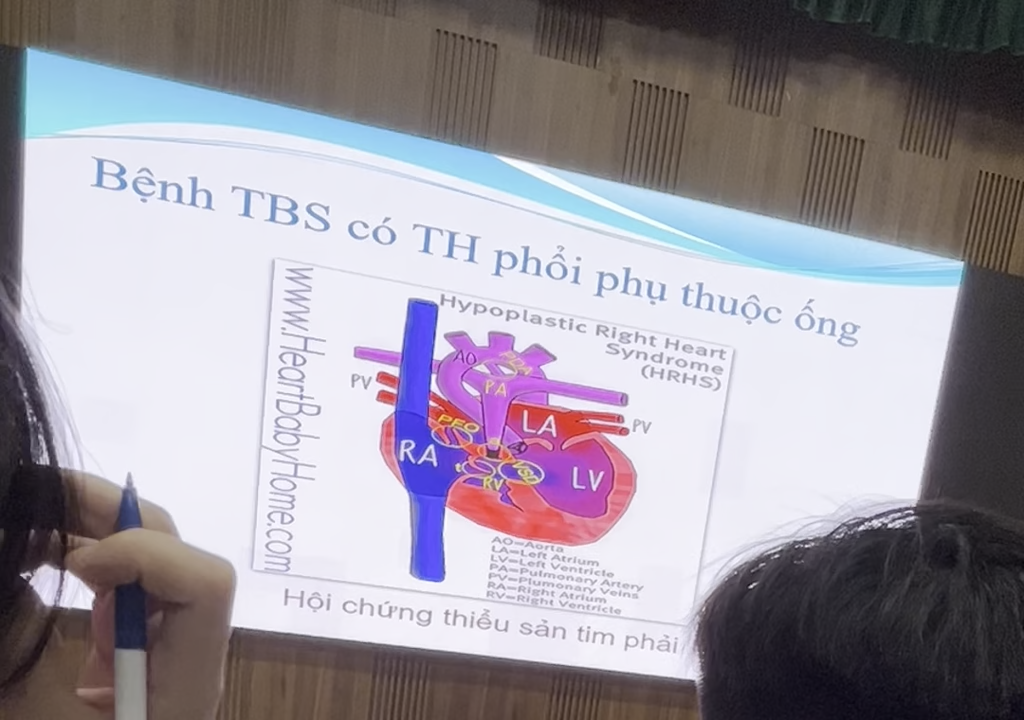 Bệnh TBS có TH phổi phụ thuộc ống
www.HeartBabyHome.com
Hypoplastic Right Heart
Syndrome
(HRHS)
AO
PDA
PA
PV
PV
PFO
LA
RA
VSD
LV
RV
AO=Aorta
LA=Left Atrium
LV=Left Ventricle
PA=Pulmonary Artery
PV=Plumonary Veins
RA=Right Atrium
RV=Right Ventricle
Hội chứng thiểu sản tim phải